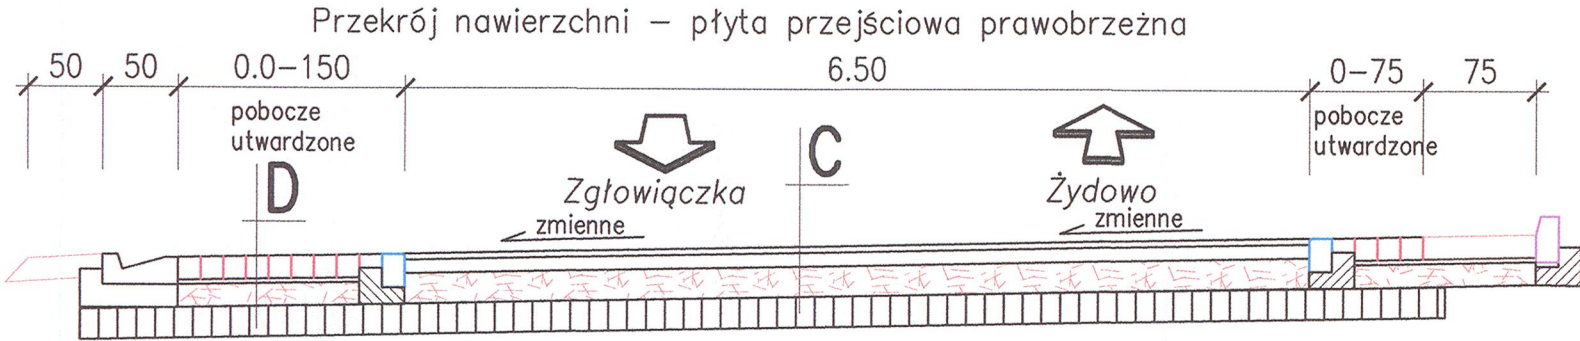 Przekrój nawierzchni – płyta przejściowa prawobrzeżna
50 50 0.0–150 6.50 0–75 75
pobocze
utwardzone
pobocze
utwardzone
D
C
Zgłowiączka
Żydowo
zmienne
zmienne